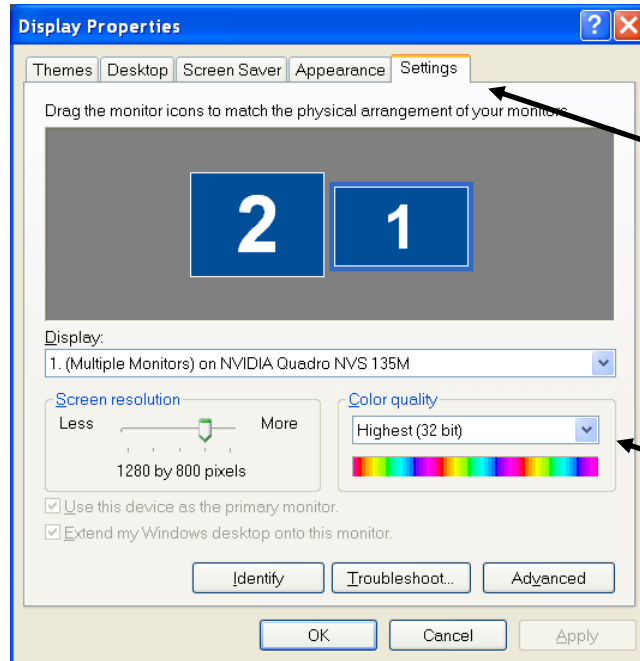 Display Properties
Themes Desktop Screen Saver Appearance Settings
Drag the monitor icons to match the physical arrangement of your monitors.
2 1
Display:
1. (Multiple Monitors) on NVIDIA Quadro NVS 135M
Screen resolution Color quality
Less More Highest (32 bit)
1280 by 800 pixels
Use this device as the primary monitor.
Extend my Windows desktop onto this monitor.
Identify Troubleshoot... Advanced
OK Cancel Apply